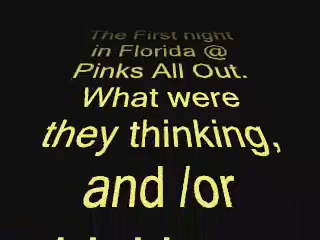 The First night
in Florida @
Pinks All Out.
What were
they thinking,
and /or